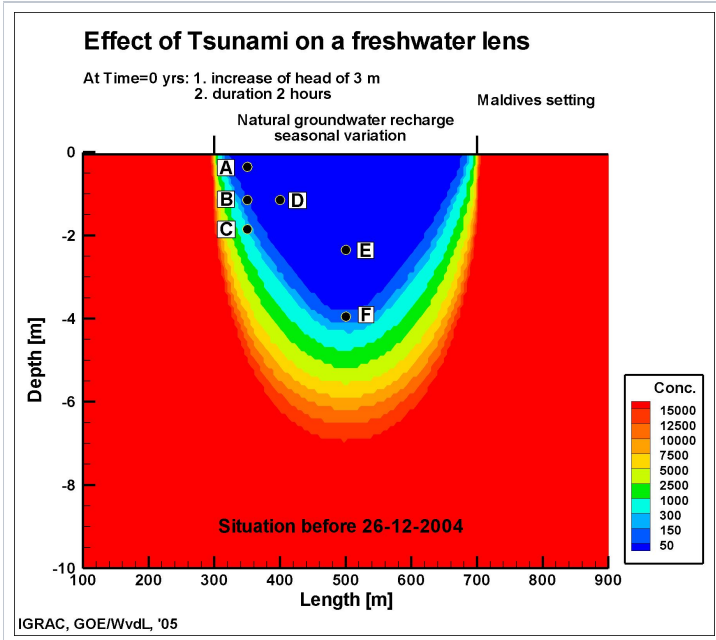 Effect of Tsunami on a freshwater lens
At Time=0 yrs: 1. increase of head of 3 m
2. duration 2 hours
Maldives setting
Natural groundwater recharge
seasonal variation
0
-2
-4
-6
-8
-10
Depth [m]
A
B
C
D
E
F
Conc.
15000
12500
10000
7500
5000
2500
1000
300
150
50
Situation before 26-12-2004
100 200 300 400 500 600 700 800 900
Length [m]
IGRAC, GOE/WvdL, '05